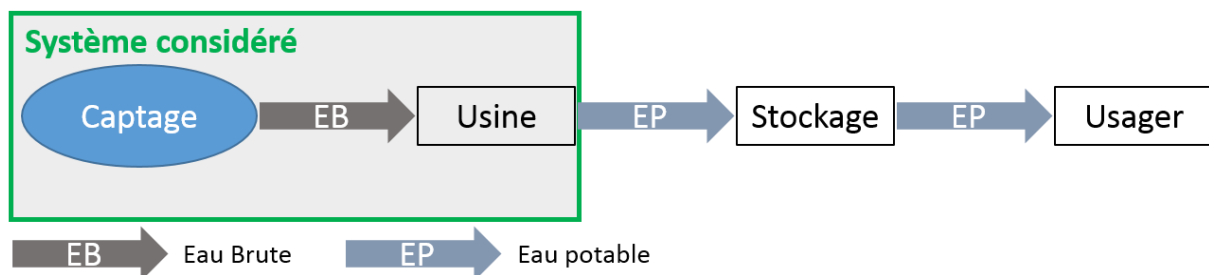 Système considéré
Captage EB Usine EP Stockage EP Usager
EB Eau Brute EP Eau potable